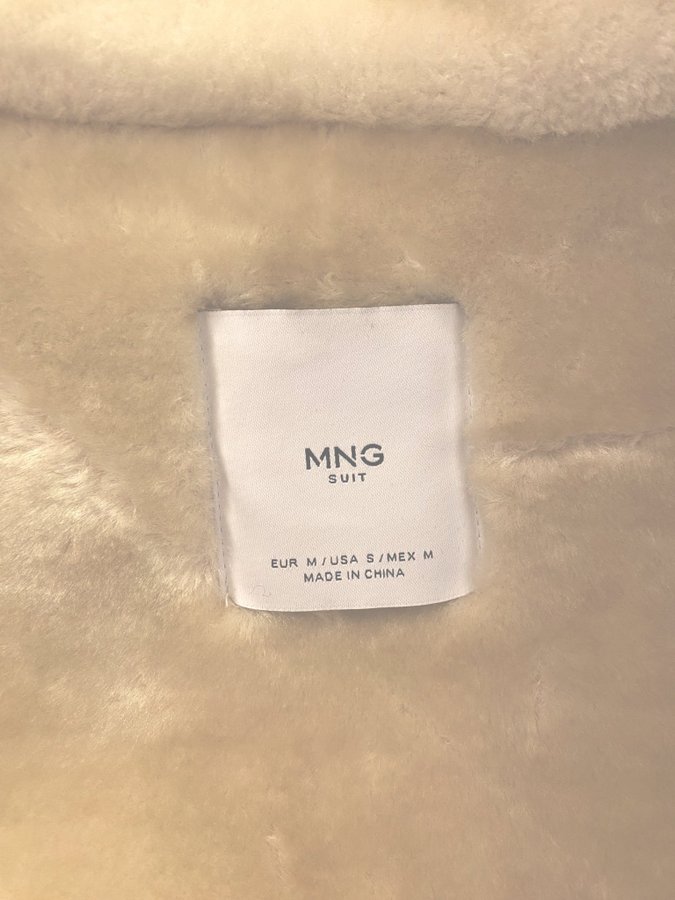 MNG
SUIT
EUR M / USA S / MEX M
MADE IN CHINA